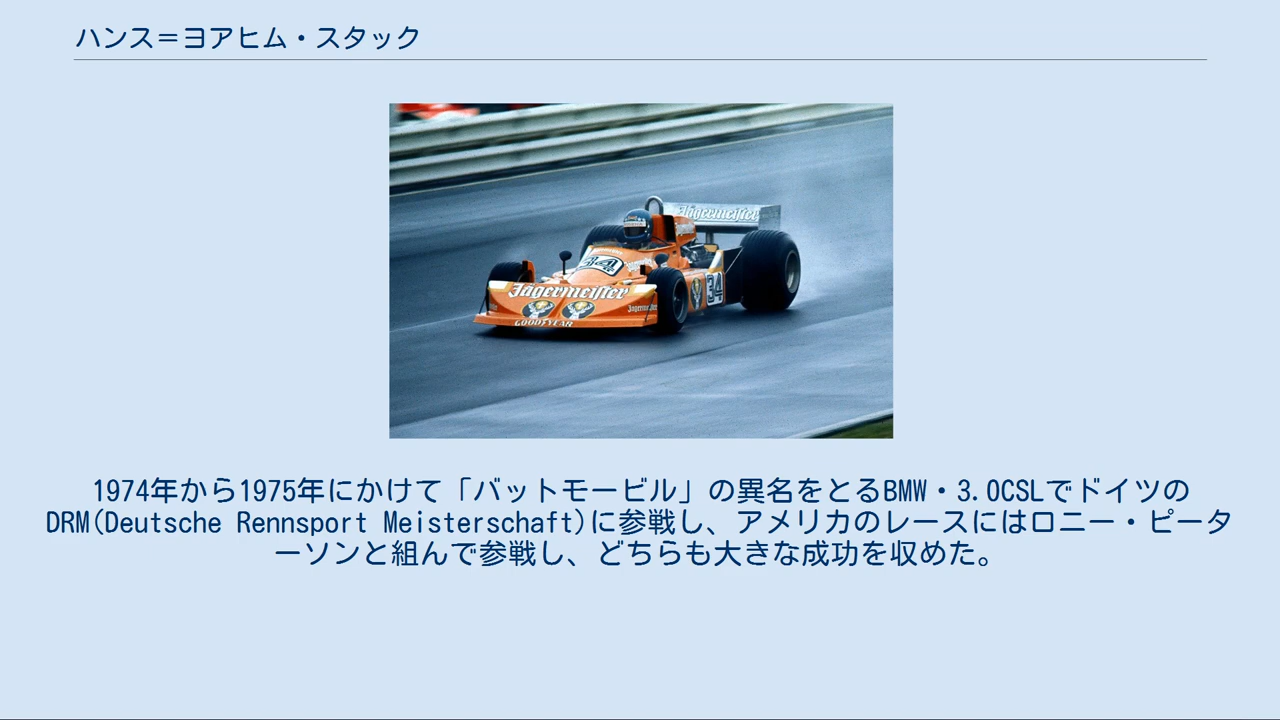 ハンス＝ヨアヒム・スタック
Jägermeister
34
Jägermeister
34
GOODYEAR
1974年から1975年にかけて「バットモービル」の異名をとるBMW・3.0CSLでドイツの
DRM(Deutsche Rennsport Meisterschaft)に参戦し、アメリカのレースにはロニー・ピータ
ーソンと組んで参戦し、どちらも大きな成功を収めた。